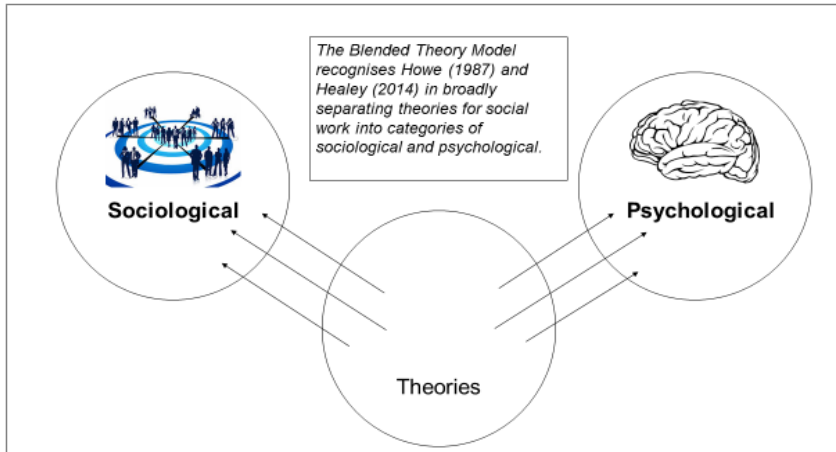 The Blended Theory Model
recognises Howe (1987) and
Healey (2014) in broadly
separating theories for social
work into categories of
sociological and psychological.
Sociological
Psychological
Theories